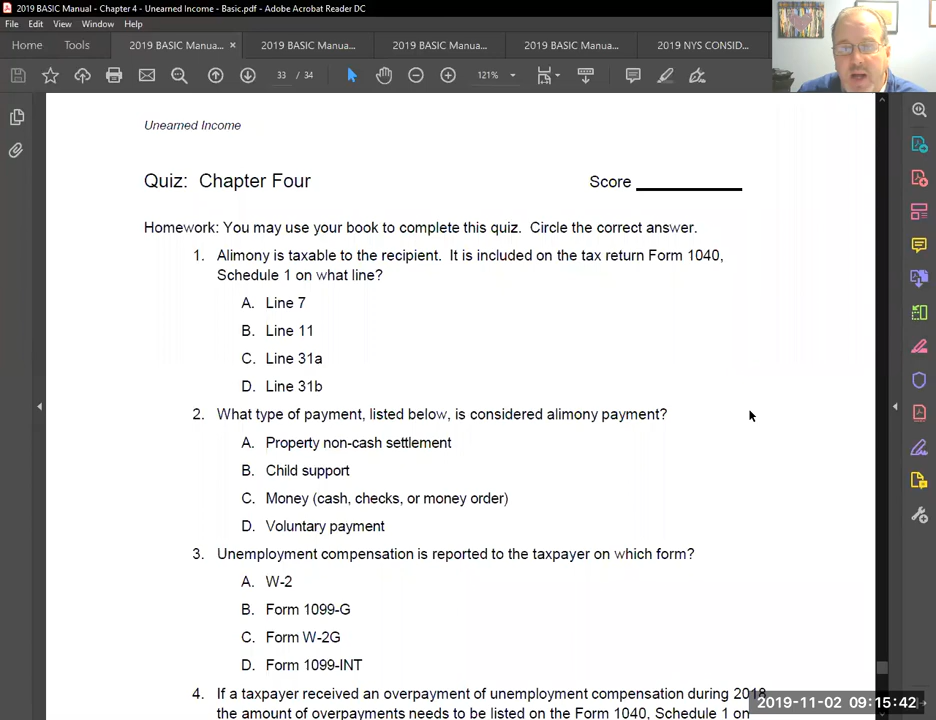 2019 BASIC Manual - Chapter 4 - Unearned Income - Basic.pdf - Adobe Acrobat Reader DC
File Edit View Window Help
Home Tools 2019 BASIC Manua... × 2019 BASIC Manua... 2019 BASIC Manua... 2019 BASIC Manua... 2019 NYS CONSID...
33 / 34 121%
Unearned Income
Quiz: Chapter Four Score
Homework: You may use your book to complete this quiz. Circle the correct answer.
1. Alimony is taxable to the recipient. It is included on the tax return Form 1040,
Schedule 1 on what line?
A. Line 7
B. Line 11
C. Line 31a
D. Line 31b
2. What type of payment, listed below, is considered alimony payment?
A. Property non-cash settlement
B. Child support
C. Money (cash, checks, or money order)
D. Voluntary payment
3. Unemployment compensation is reported to the taxpayer on which form?
A. W-2
B. Form 1099-G
C. Form W-2G
D. Form 1099-INT
4. If a taxpayer received an overpayment of unemployment compensation during 2018
the amount of overpayments needs to be listed on the Form 1040, Schedule 1 on
2019-11-02 09:15:42